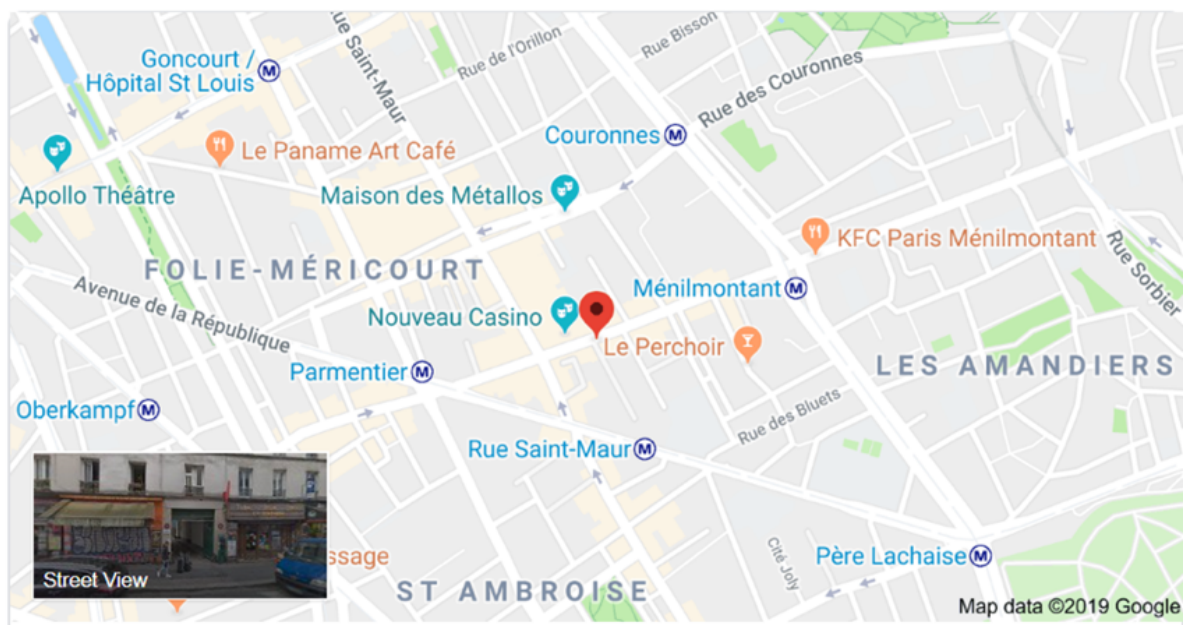 Goncourt /
Hôpital St Louis
Rue Saint-Maur
Rue de l'Orillon
Rue Bisson
Rue des Couronnes
Couronnes
Le Paname Art Café
Apollo Théâtre
Maison des Métallos
KFC Paris Ménilmontant
Rue Sorbier
FOLIE-MÉRICOURT
Avenue de la République
Ménilmontant
Nouveau Casino
Le Perchoir
LES AMANDIERS
Parmentier
Oberkampf
Rue des Bluets
Rue Saint-Maur
Street View
ssage
Père Lachaise
Cité Joly
ST AMBROISE
Map data ©2019 Google